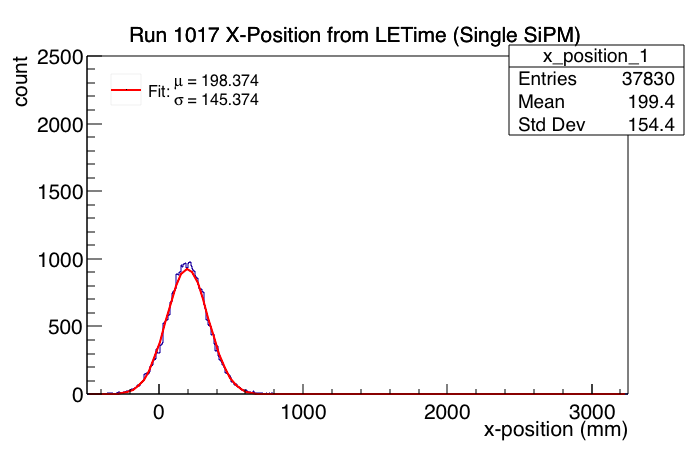 Run 1017 X-Position from LETime (Single SiPM)
x_position_1
Entries 37830
Mean 199.4
Std Dev 154.4
Fit: μ = 198.374
σ = 145.374
count
2500
2000
1500
1000
500
0
0 1000 2000 3000
x-position (mm)